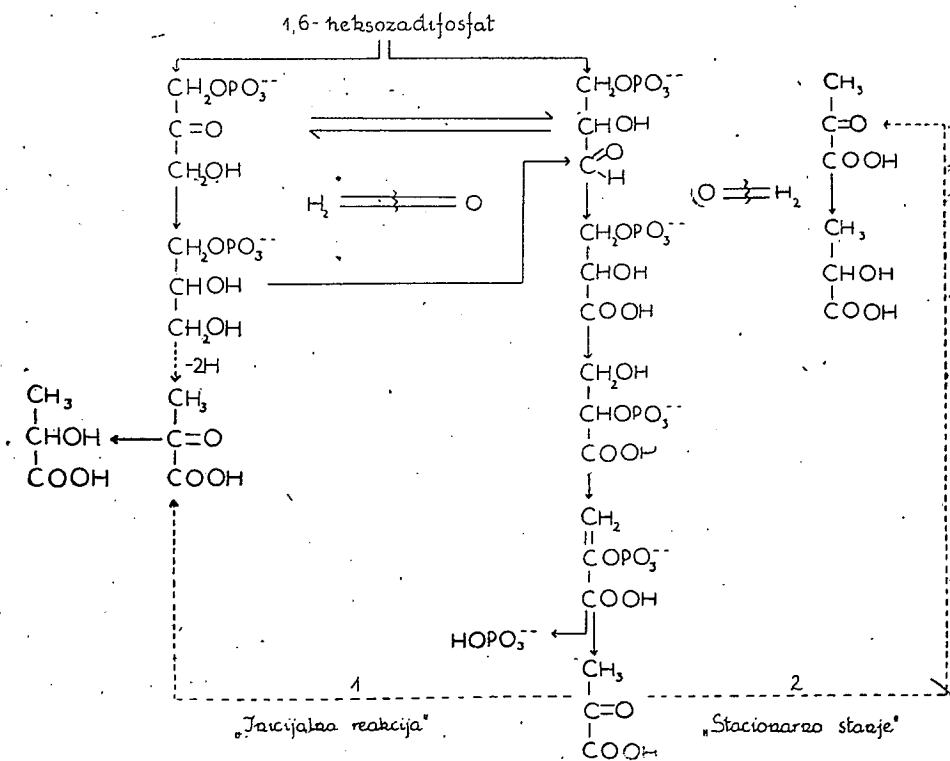 1,6- heksozadifosfat
CH₂OPO₃⁻⁻
C=O
CH₂OH
CH₂OPO₃⁻⁻
CHOH
CH₂OH
-2H
CH₃
C=O
COOH
CH₃
CHOH
COOH
H₂ O
CH₂OPO₃⁻⁻
CHOH
C O
H
CH₂OPO₃⁻⁻
CHOH
COOH
CH₂OH
CHOPO₃⁻⁻
COOH
CH₂
COPO₃⁻⁻
COOH
HOPO₃⁻⁻
CH₃
C=O
COOH
O H₂
CH₃
C=O
COOH
CH₃
CHOH
COOH
1
„Inicijalna reakcija"
2
„Stacionarno stanje"